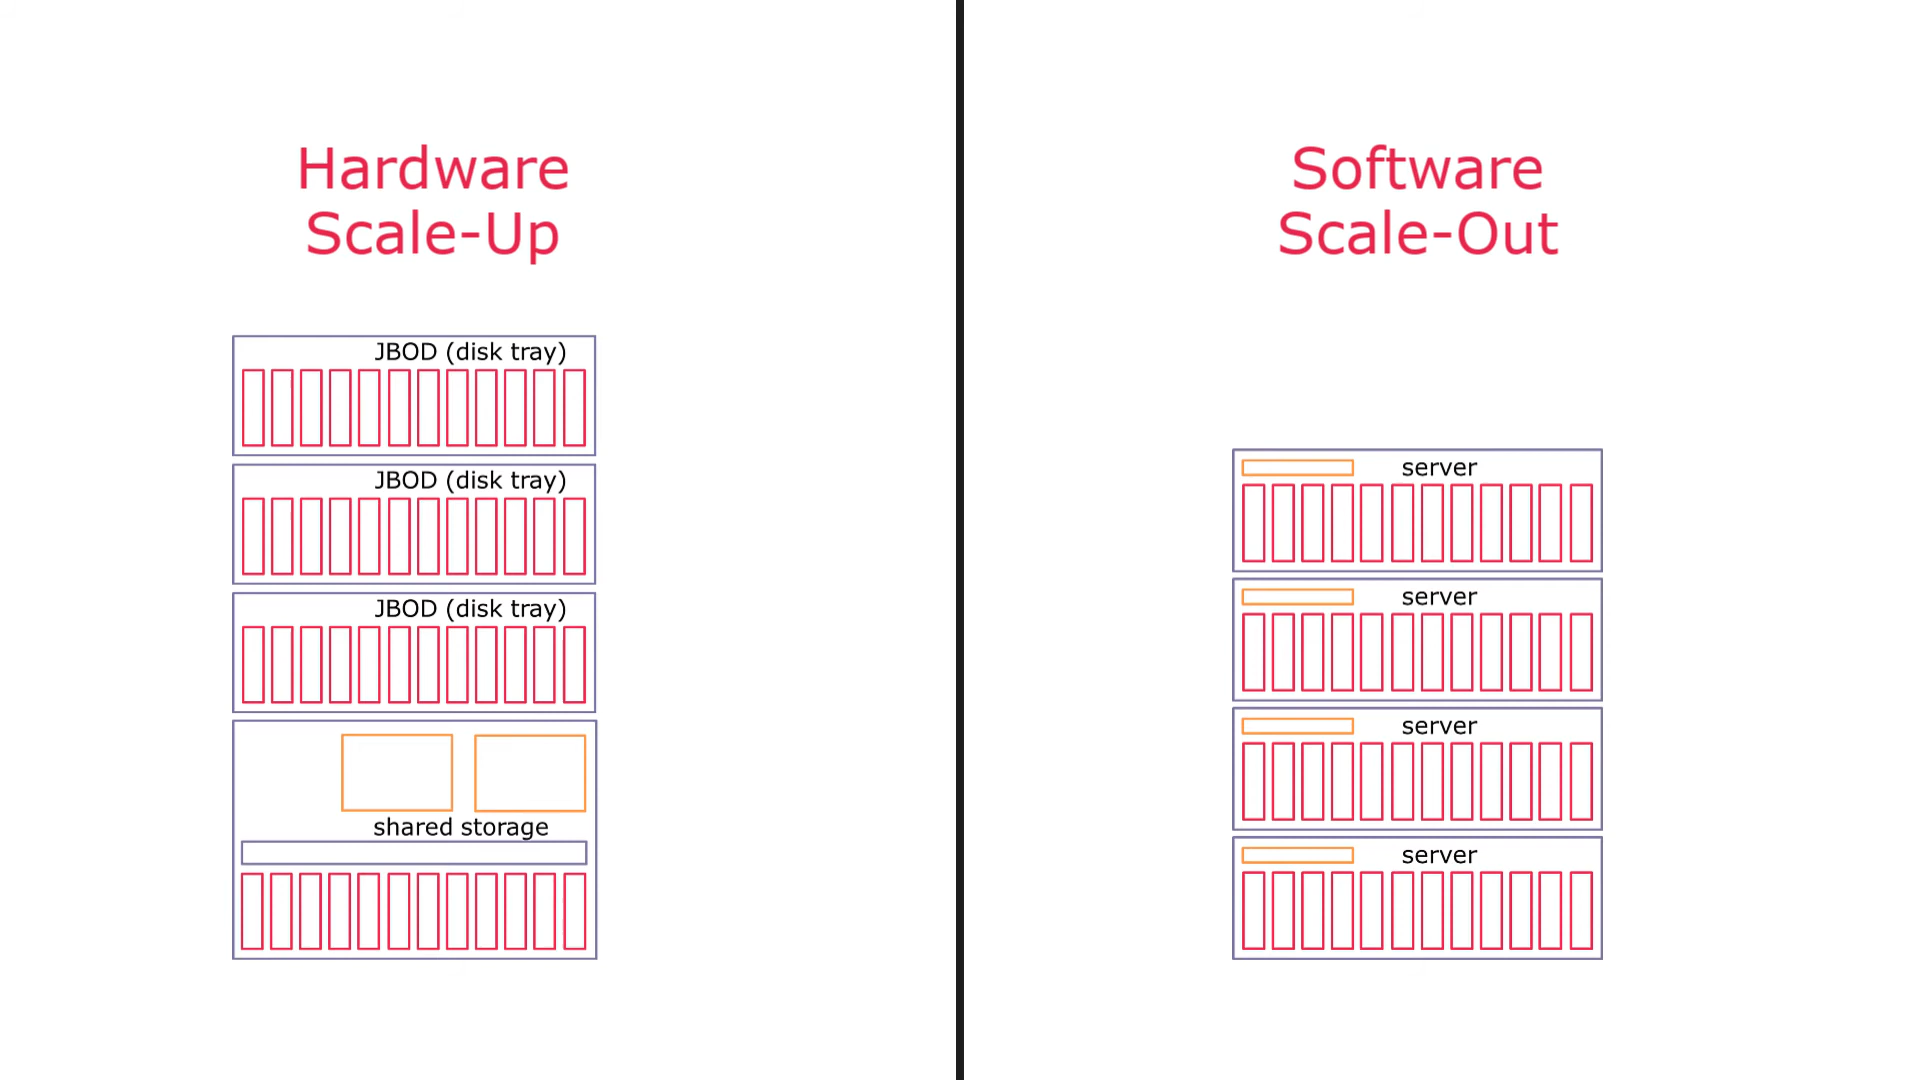 Hardware
Scale-Up
JBOD (disk tray)
JBOD (disk tray)
JBOD (disk tray)
shared storage
Software
Scale-Out
server
server
server
server